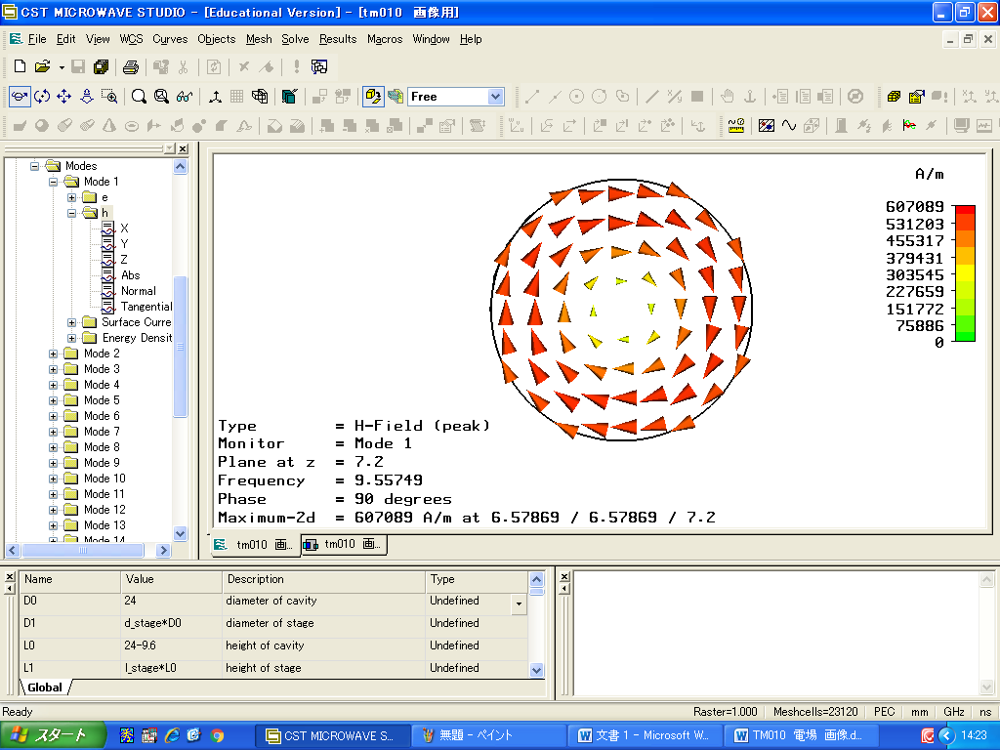 CST MICROWAVE STUDIO - [Educational Version] - [tm010 画像用]
File Edit View WCS Curves Objects Mesh Solve Results Macros Window Help
Free
Modes
Mode 1
e
h
X
Y
Z
Abs
Normal
Tangential
Surface Curre
Energy Densit
Mode 2
Mode 3
Mode 4
Mode 5
Mode 6
Mode 7
Mode 8
Mode 9
Mode 10
Mode 11
Mode 12
Mode 13
Mode 14
A/m
607089
531203
455317
379431
303545
227659
151772
75886
0
Type = H-Field (peak)
Monitor = Mode 1
Plane at z = 7.2
Frequency = 9.55749
Phase = 90 degrees
Maximum-2d = 607089 A/m at 6.57869 / 6.57869 / 7.2
tm010 画... tm010 画...
Name Value Description Type
D0 24 diameter of cavity Undefined
D1 d_stage*D0 diameter of stage Undefined
L0 24-9.6 height of cavity Undefined
L1 l_stage*L0 height of stage Undefined
Global
Ready Raster=1.000 Meshcells=23120 PEC mm GHz ns
スタート CST MICROWAVE S... 無題 - ペイント 文書 1 - Microsoft W... TM010 電場 画像.d... 14:23